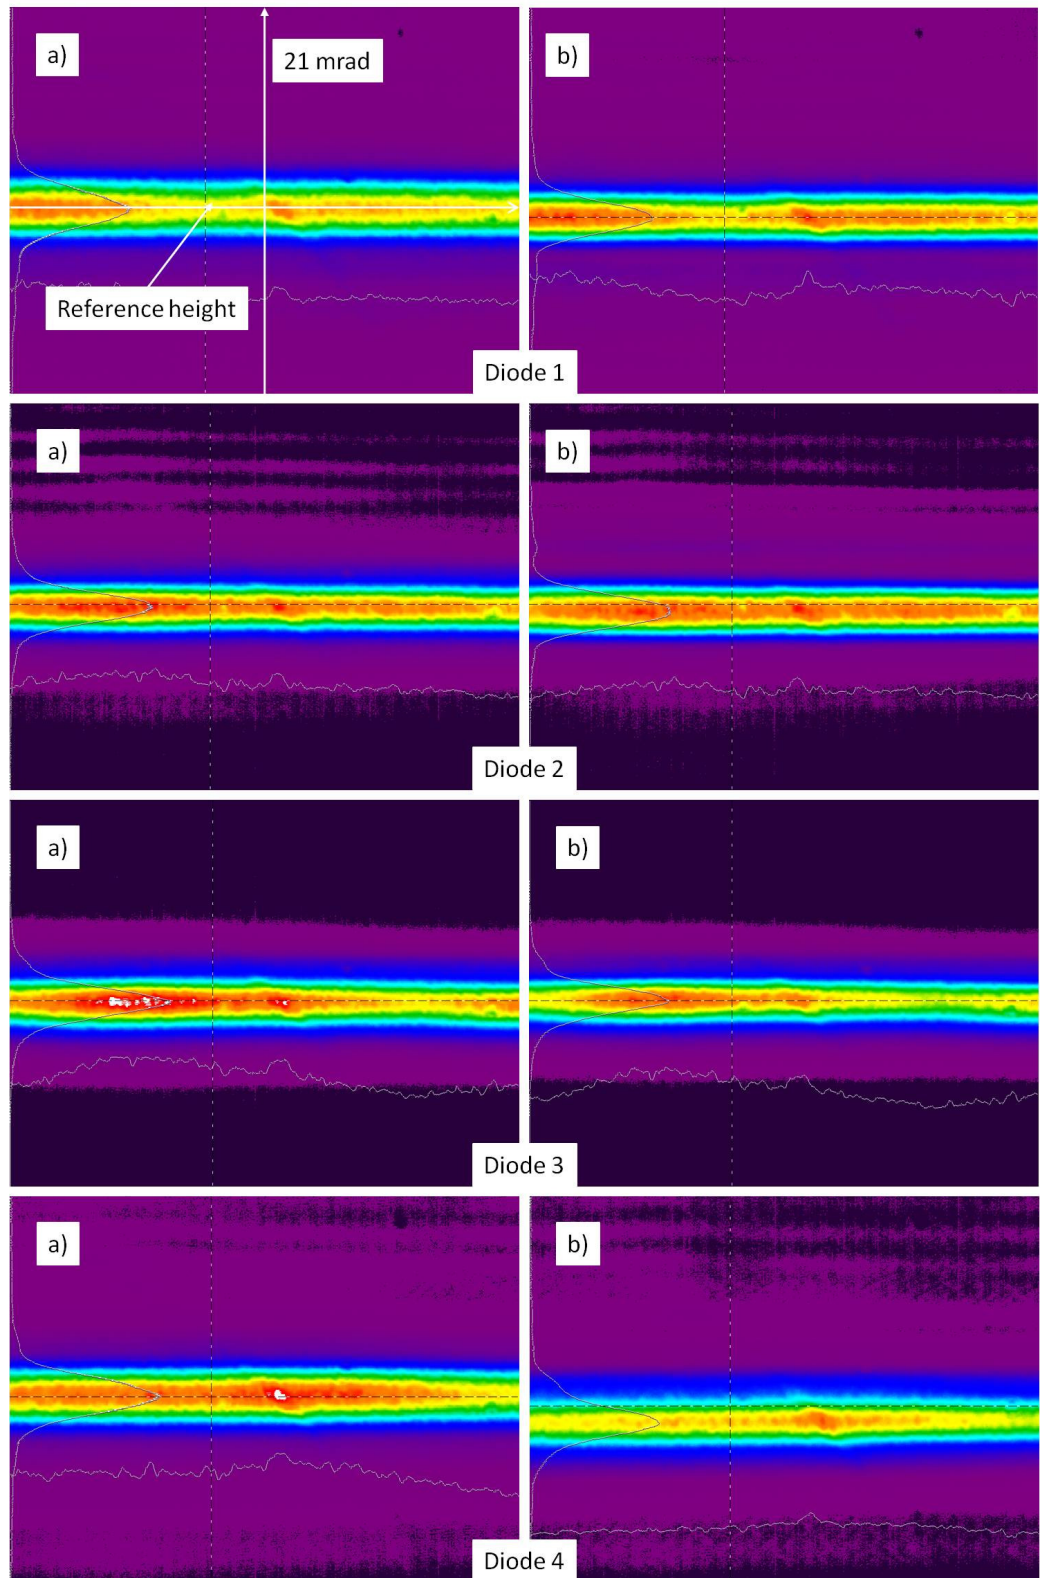 a)
21 mrad
b)
Reference height
Diode 1
a)
b)
Diode 2
a)
b)
Diode 3
a)
b)
Diode 4